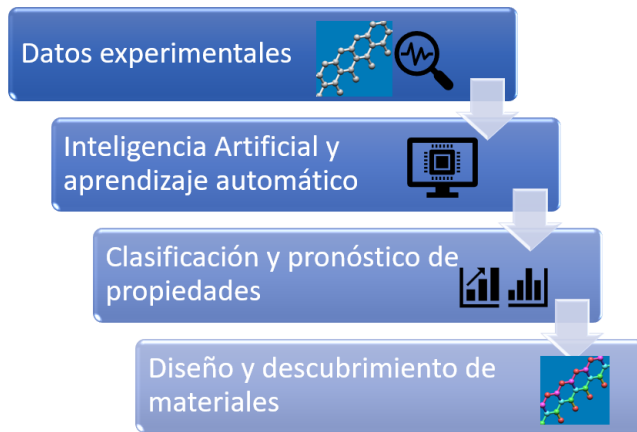 Datos experimentales
Inteligencia Artificial y
aprendizaje automático
Clasificación y pronóstico de
propiedades
Diseño y descubrimiento de
materiales